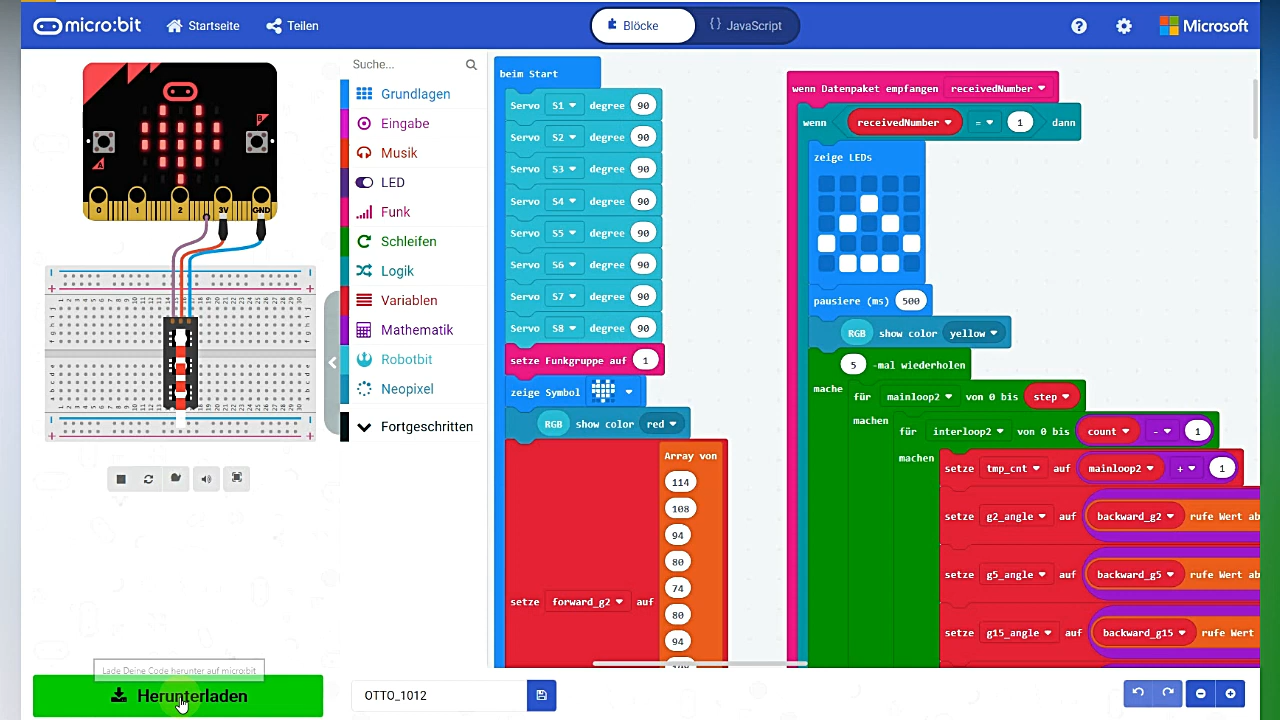 micro:bit
Startseite
Teilen
Blöcke
{ } JavaScript
?
Microsoft
B
A
0 1 2 3V GND
Lade Deine Code herunter auf micro:bit
Herunterladen
Suche...
Grundlagen
Eingabe
Musik
LED
Funk
Schleifen
Logik
Variablen
Mathematik
Robotbit
Neopixel
Fortgeschritten
OTTO_1012
beim Start
Servo S1 degree 90
Servo S2 degree 90
Servo S3 degree 90
Servo S4 degree 90
Servo S5 degree 90
Servo S6 degree 90
Servo S7 degree 90
Servo S8 degree 90
setze Funkgruppe auf 1
zeige Symbol
RGB show color red
Array von
114
108
94
80
74
80
setze forward_g2 auf
94
wenn Datenpaket empfangen receivedNumber
wenn receivedNumber = 1 dann
zeige LEDs
pausiere (ms) 500
RGB show color yellow
5 -mal wiederholen
mache für mainloop2 von 0 bis step
machen für interloop2 von 0 bis count - 1
machen setze tmp_cnt auf mainloop2 + 1
setze g2_angle auf backward_g2 rufe Wert ab
setze g5_angle auf backward_g5 rufe Wert ab
setze g15_angle auf backward_g15 rufe Wert